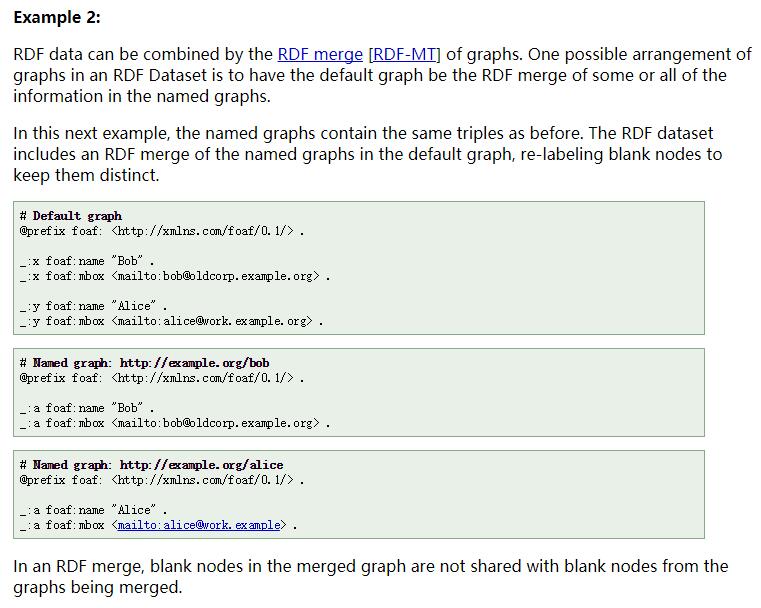 Example 2:
RDF data can be combined by the RDF merge [RDF-MT] of graphs. One possible arrangement of
graphs in an RDF Dataset is to have the default graph be the RDF merge of some or all of the
information in the named graphs.
In this next example, the named graphs contain the same triples as before. The RDF dataset
includes an RDF merge of the named graphs in the default graph, re-labeling blank nodes to
keep them distinct.
# Default graph
@prefix foaf: <http://xmlns.com/foaf/0.1/> .
_:x foaf:name "Bob" .
_:x foaf:mbox <mailto:bob@oldcorp.example.org> .
_:y foaf:name "Alice" .
_:y foaf:mbox <mailto:alice@work.example.org> .
# Named graph: http://example.org/bob
@prefix foaf: <http://xmlns.com/foaf/0.1/> .
_:a foaf:name "Bob" .
_:a foaf:mbox <mailto:bob@oldcorp.example.org> .
# Named graph: http://example.org/alice
@prefix foaf: <http://xmlns.com/foaf/0.1/> .
_:a foaf:name "Alice" .
_:a foaf:mbox <mailto:alice@work.example> .
In an RDF merge, blank nodes in the merged graph are not shared with blank nodes from the
graphs being merged.